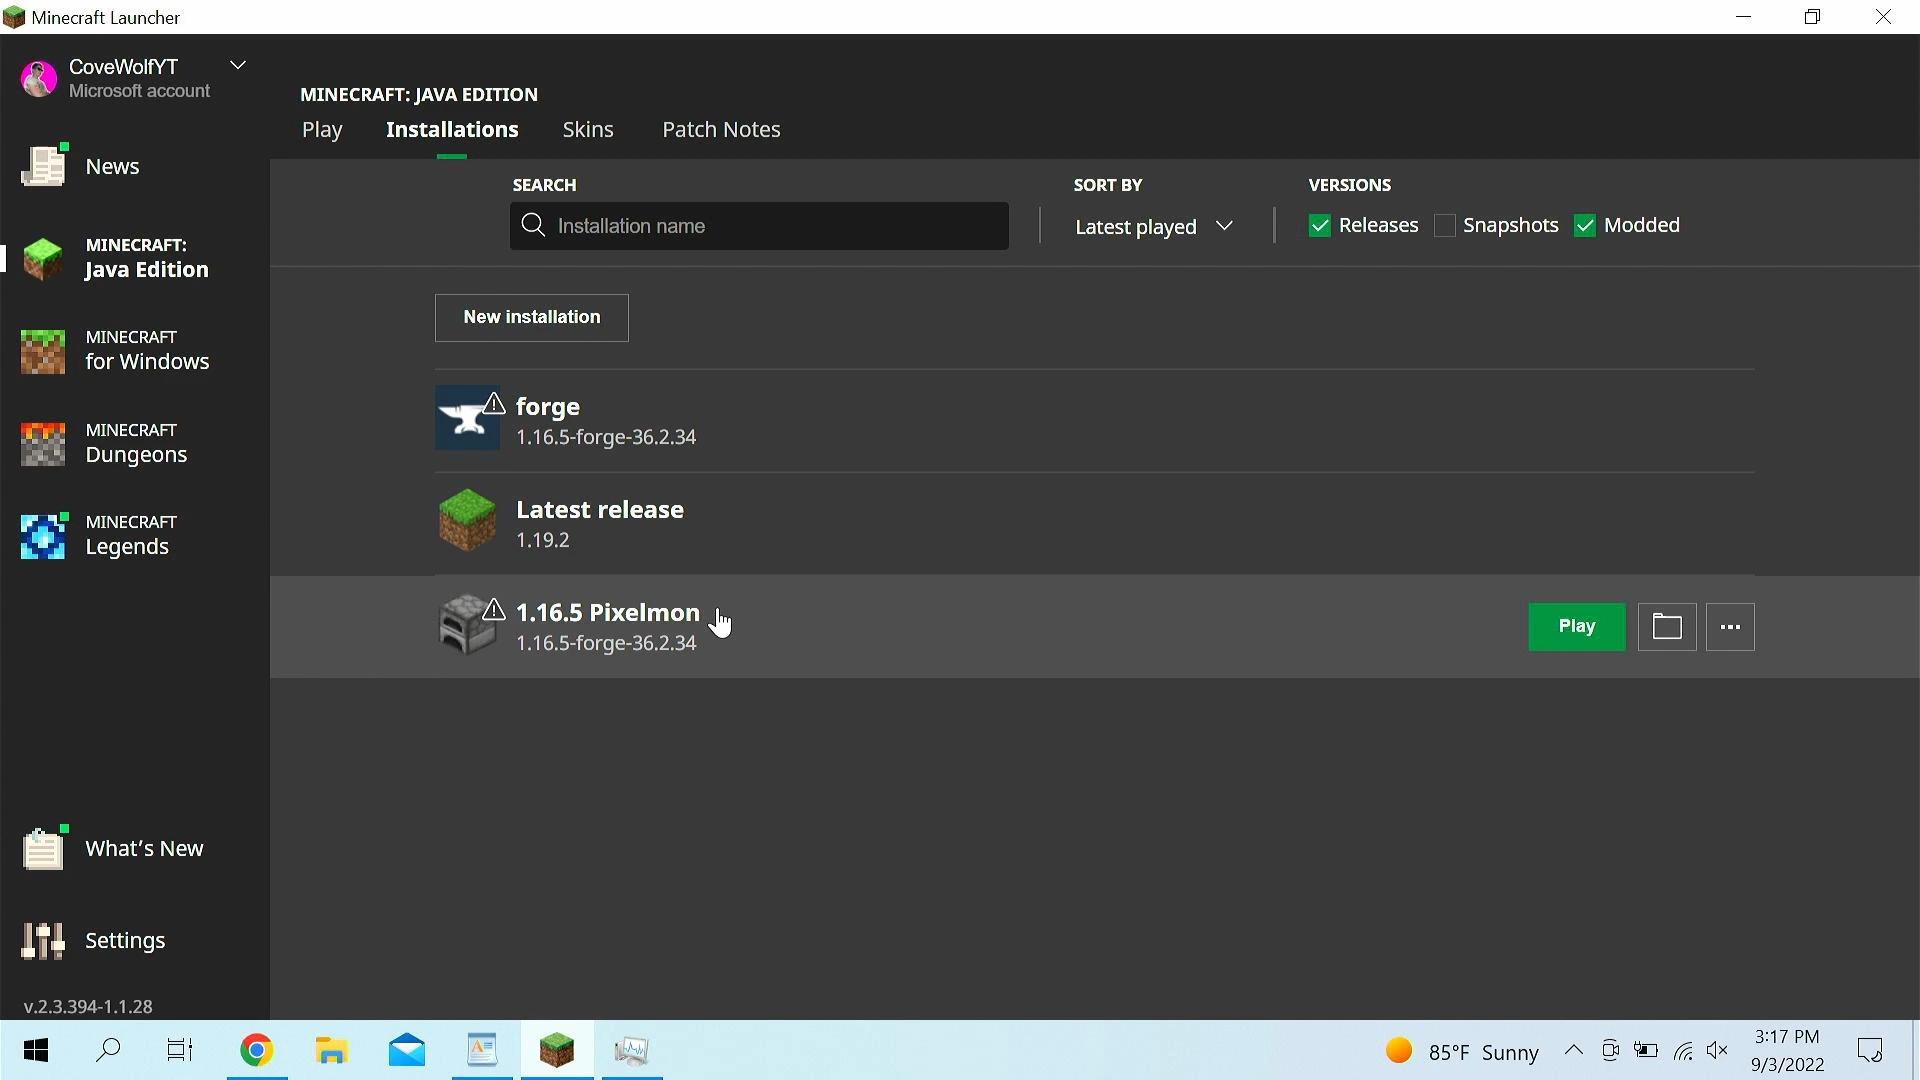 Minecraft Launcher
CoveWolfYT
Microsoft account
News
MINECRAFT:
Java Edition
MINECRAFT
for Windows
MINECRAFT
Dungeons
MINECRAFT
Legends
What's New
Settings
v.2.3.394-1.1.28
MINECRAFT: JAVA EDITION
Play Installations Skins Patch Notes
SEARCH SORT BY VERSIONS
Installation name Latest played Releases Snapshots Modded
New installation
forge
1.16.5-forge-36.2.34
Latest release
1.19.2
1.16.5 Pixelmon
1.16.5-forge-36.2.34
Play ...
85°F Sunny
3:17 PM
9/3/2022